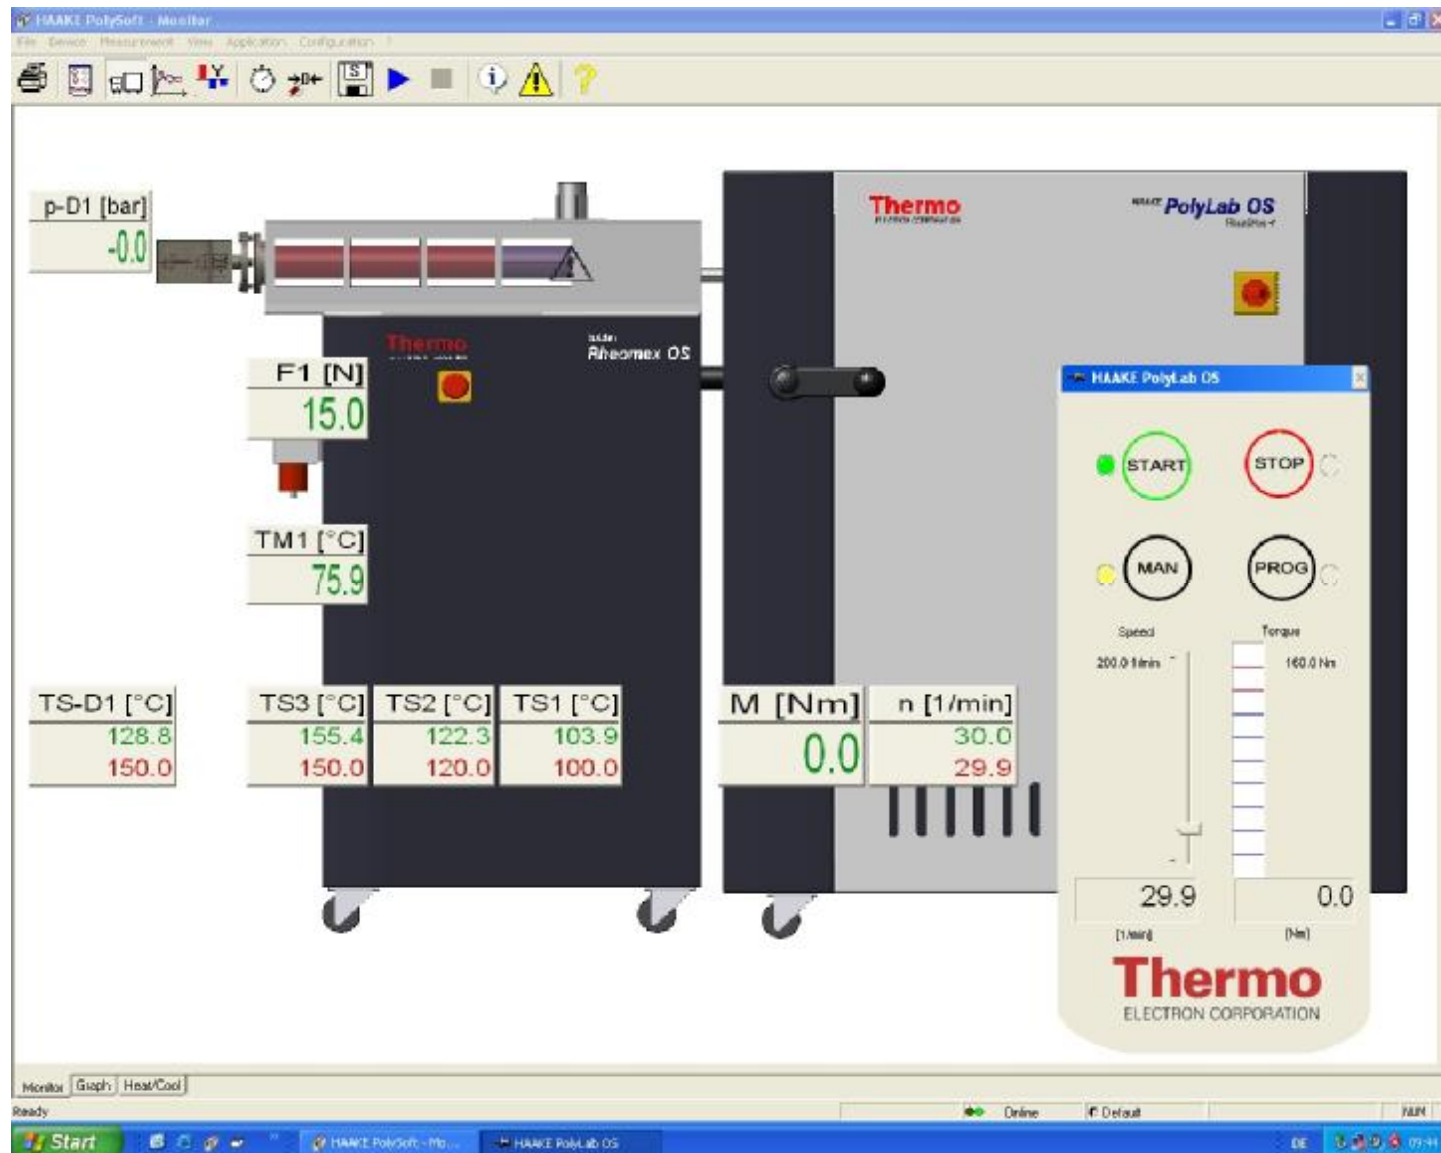 HAAKE PolySoft - Monitor
File Device Measurement View Application Configuration ?
p-D1 [bar]
-0.0
Thermo
ELECTRON CORPORATION
PolyLab OS
Thermo
Rheomex OS
F1 [N]
15.0
TM1 [°C]
75.9
TS-D1 [°C]
128.8
150.0
TS3 [°C]
155.4
150.0
TS2 [°C]
122.3
120.0
TS1 [°C]
103.9
100.0
M [Nm]
0.0
n [1/min]
30.0
29.9
HAAKE PolyLab OS
START
STOP
MAN
PROG
Speed
Torque
200.0 1/min
160.0 Nm
29.9
0.0
[1/min]
[Nm]
Thermo
ELECTRON CORPORATION
Monitor Graph Heat/Cool
Ready
Online
Default
NUM
Start
HAAKE PolySoft - Mo...
HAAKE PolyLab OS
DE
09:44